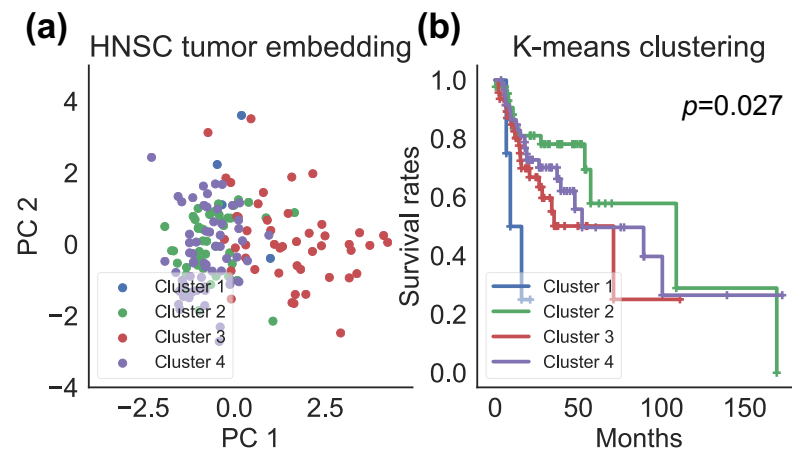 (a)
HNSC tumor embedding
PC 2
4
2
0
−2
−4
−2.5
0.0
2.5
PC 1
Cluster 1
Cluster 2
Cluster 3
Cluster 4
(b)
K-means clustering
p=0.027
Survival rates
1.0
0.8
0.6
0.4
0.2
0.0
0
50
100
150
Months
Cluster 1
Cluster 2
Cluster 3
Cluster 4